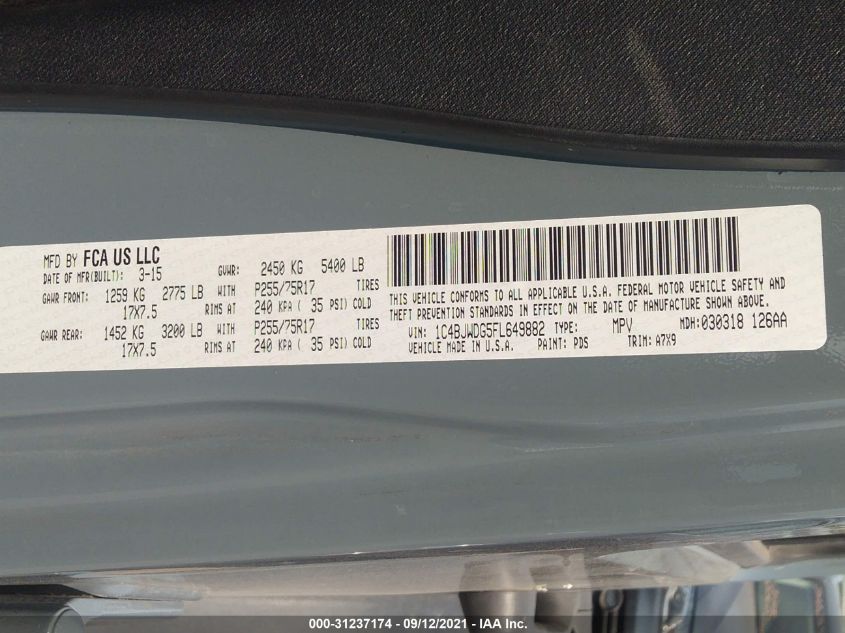 MFD BY FCA US LLC
DATE OF MFR(BUILT): 3-15 GVWR: 2450 KG 5400 LB
GAWR FRONT: 1259 KG 2775 LB WITH P255/75R17 TIRES
17X7.5 RIMS AT 240 KPA ( 35 PSI) COLD
GAWR REAR: 1452 KG 3200 LB WITH P255/75R17 TIRES
17X7.5 RIMS AT 240 KPA ( 35 PSI) COLD
THIS VEHICLE CONFORMS TO ALL APPLICABLE U.S.A. FEDERAL MOTOR VEHICLE SAFETY AND
THEFT PREVENTION STANDARDS IN EFFECT ON THE DATE OF MANUFACTURE SHOWN ABOVE.
VIN: 1C4BJWDG5FL649882 TYPE: MPV MDH:030318 126AA
VEHICLE MADE IN U.S.A. PAINT: PDS TRIM: A7X9
000-31237174 - 09/12/2021 - IAA Inc.